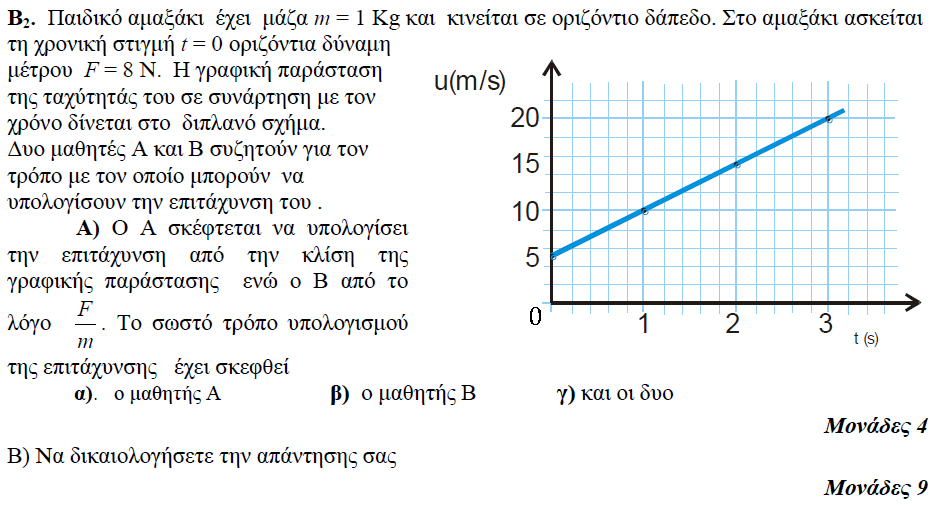 Β2. Παιδικό αμαξάκι έχει μάζα m = 1 Kg και κινείται σε οριζόντιο δάπεδο. Στο αμαξάκι ασκείται
τη χρονική στιγμή t = 0 οριζόντια δύναμη
μέτρου F = 8 N. Η γραφική παράσταση
της ταχύτητάς του σε συνάρτηση με τον
χρόνο δίνεται στο διπλανό σχήμα.
Δυο μαθητές Α και Β συζητούν για τον
τρόπο με τον οποίο μπορούν να
υπολογίσουν την επιτάχυνση του .
Α) Ο Α σκέφτεται να υπολογίσει
την επιτάχυνση από την κλίση της
γραφικής παράστασης ενώ ο Β από το
λόγο F/m . Το σωστό τρόπο υπολογισμού
της επιτάχυνσης έχει σκεφθεί
u(m/s)
20
15
10
5
0
1 2 3
t (s)
α). ο μαθητής Α β) ο μαθητής Β γ) και οι δυο
Μονάδες 4
Β) Να δικαιολογήσετε την απάντησης σας
Μονάδες 9